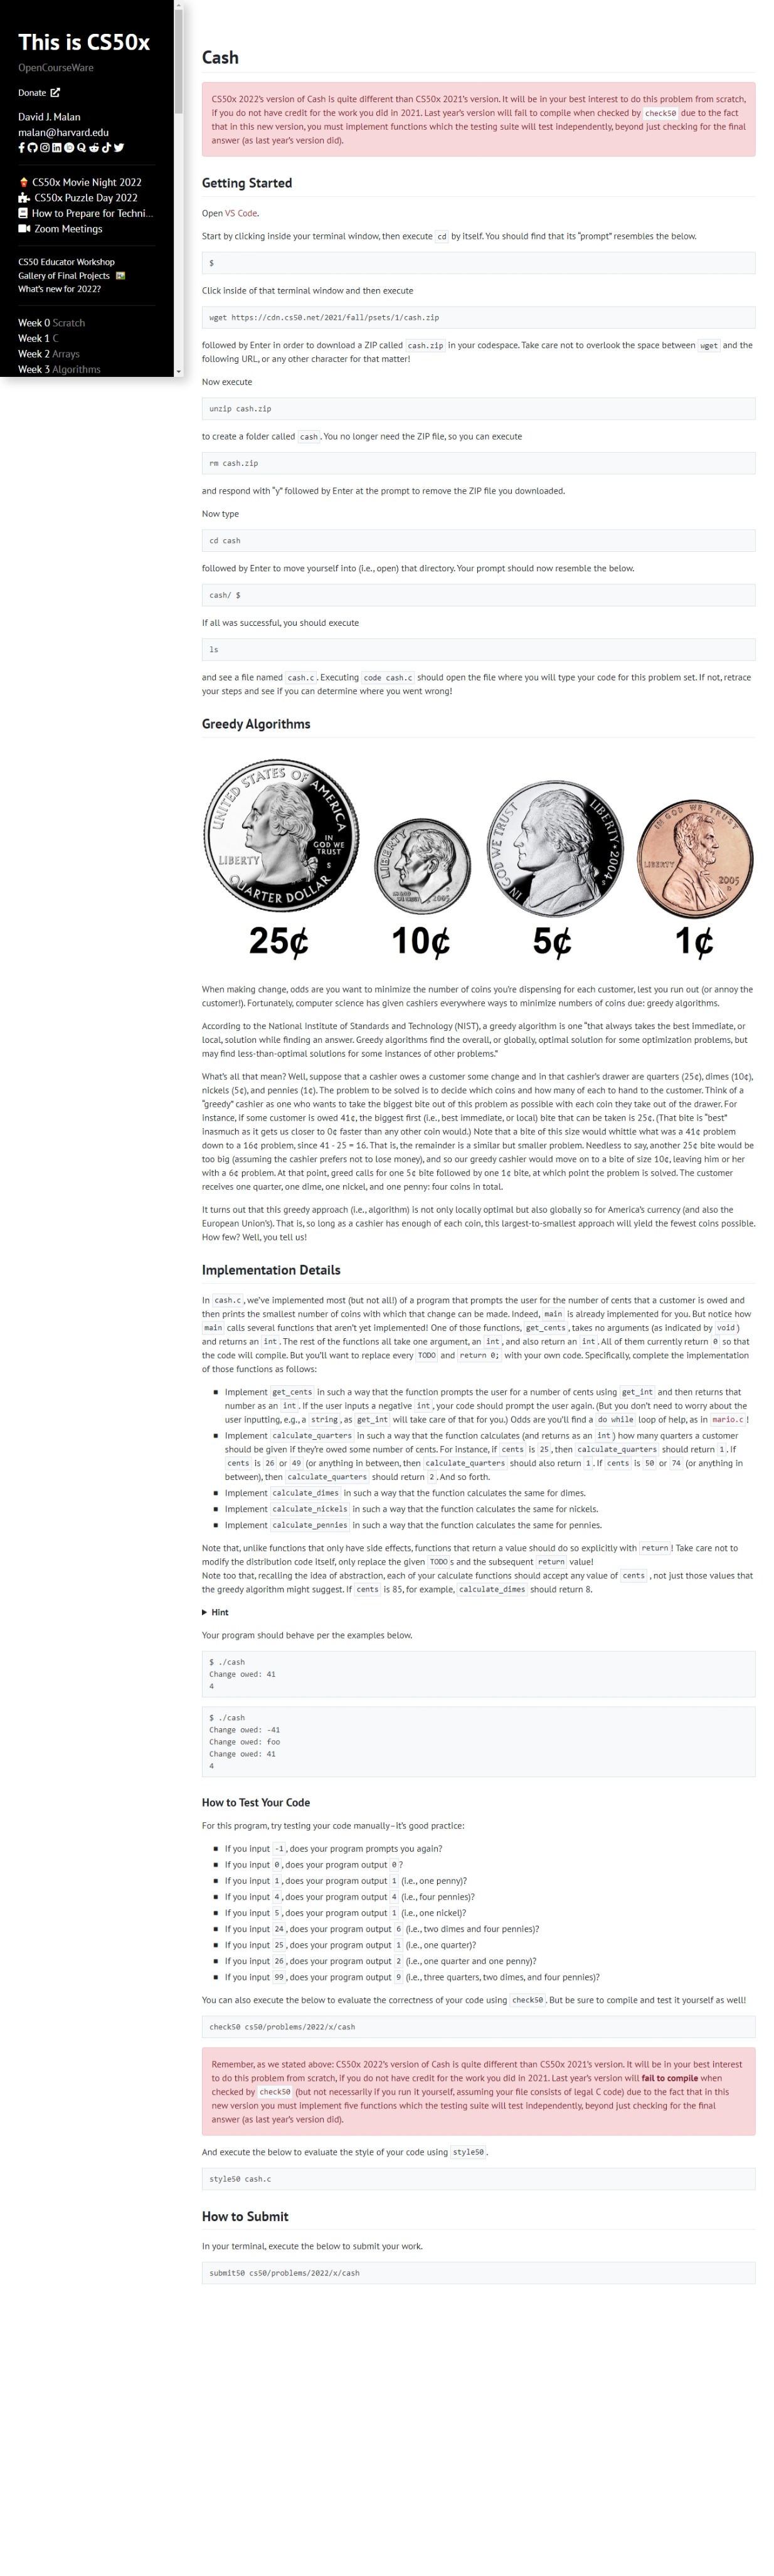 This is CS50x
OpenCourseWare
Donate
David J. Malan
malan@harvard.edu
CS50x Movie Night 2022
CS50x Puzzle Day 2022
How to Prepare for Techni...
Zoom Meetings
CS50 Educator Workshop
Gallery of Final Projects
What's new for 2022?
Week 0 Scratch
Week 1 C
Week 2 Arrays
Week 3 Algorithms
Cash
CS50x 2022's version of Cash is quite different than CS50x 2021's version. It will be in your best interest to do this problem from scratch,
if you do not have credit for the work you did in 2021. Last year's version will fail to compile when checked by check50 due to the fact
that in this new version, you must implement functions which the testing suite will test independently, beyond just checking for the final
answer (as last year's version did).
Getting Started
Open VS Code.
Start by clicking inside your terminal window, then execute cd by itself. You should find that its "prompt" resembles the below.
$
Click inside of that terminal window and then execute
wget https://cdn.cs50.net/2021/fall/psets/1/cash.zip
followed by Enter in order to download a ZIP called cash.zip in your codespace. Take care not to overlook the space between wget and the
following URL, or any other character for that matter!
Now execute
unzip cash.zip
to create a folder called cash. You no longer need the ZIP file, so you can execute
rm cash.zip
and respond with "y" followed by Enter at the prompt to remove the ZIP file you downloaded.
Now type
cd cash
followed by Enter to move yourself into (i.e., open) that directory. Your prompt should now resemble the below.
cash/ $
If all was successful, you should execute
ls
and see a file named cash.c. Executing code cash.c should open the file where you will type your code for this problem set. If not, retrace
your steps and see if you can determine where you went wrong!
Greedy Algorithms
UNITED STATES OF AMERICA
IN
GOD WE
TRUST
S
LIBERTY
QUARTER DOLLAR
LIBERTY
2005
IN GOD WE TRUST
LIBERTY 2004
IN GOD WE TRUST
LIBERTY
2005
D
25¢ 10¢ 5¢ 1¢
When making change, odds are you want to minimize the number of coins you're dispensing for each customer, lest you run out (or annoy the
customer!). Fortunately, computer science has given cashiers everywhere ways to minimize numbers of coins due: greedy algorithms.
According to the National Institute of Standards and Technology (NIST), a greedy algorithm is one "that always takes the best immediate, or
local, solution while finding an answer. Greedy algorithms find the overall, or globally, optimal solution for some optimization problems, but
may find less-than-optimal solutions for some instances of other problems."
What's all that mean? Well, suppose that a cashier owes a customer some change and in that cashier's drawer are quarters (25¢), dimes (10¢),
nickels (5¢), and pennies (1¢). The problem to be solved is to decide which coins and how many of each to hand to the customer. Think of a
"greedy" cashier as one who wants to take the biggest bite out of this problem as possible with each coin they take out of the drawer. For
instance, if some customer is owed 41¢, the biggest first (i.e., best immediate, or local) bite that can be taken is 25¢. (That bite is "best"
inasmuch as it gets us closer to 0¢ faster than any other coin would.) Note that a bite of this size would whittle what was a 41¢ problem
down to a 16¢ problem, since 41 - 25 = 16. That is, the remainder is a similar but smaller problem. Needless to say, another 25¢ bite would be
too big (assuming the cashier prefers not to lose money), and so our greedy cashier would move on to a bite of size 10¢, leaving him or her
with a 6¢ problem. At that point, greed calls for one 5¢ bite followed by one 1¢ bite, at which point the problem is solved. The customer
receives one quarter, one dime, one nickel, and one penny: four coins in total.
It turns out that this greedy approach (i.e., algorithm) is not only locally optimal but also globally so for America's currency (and also the
European Union's). That is, so long as a cashier has enough of each coin, this largest-to-smallest approach will yield the fewest coins possible.
How few? Well, you tell us!
Implementation Details
In cash.c, we've implemented most (but not all!) of a program that prompts the user for the number of cents that a customer is owed and
then prints the smallest number of coins with which that change can be made. Indeed, main is already implemented for you. But notice how
main calls several functions that aren't yet implemented! One of those functions, get_cents, takes no arguments (as indicated by void)
and returns an int. The rest of the functions all take one argument, an int, and also return an int. All of them currently return 0 so that
the code will compile. But you'll want to replace every TODO and return 0; with your own code. Specifically, complete the implementation
of those functions as follows:
Implement get_cents in such a way that the function prompts the user for a number of cents using get_int and then returns that
number as an int. If the user inputs a negative int, your code should prompt the user again. (But you don't need to worry about the
user inputting, e.g., a string, as get_int will take care of that for you.) Odds are you'll find a do while loop of help, as in mario.c!
Implement calculate_quarters in such a way that the function calculates (and returns as an int) how many quarters a customer
should be given if they're owed some number of cents. For instance, if cents is 25, then calculate_quarters should return 1. If
cents is 26 or 49 (or anything in between, then calculate_quarters should also return 1. If cents is 50 or 74 (or anything in
between), then calculate_quarters should return 2. And so forth.
Implement calculate_dimes in such a way that the function calculates the same for dimes.
Implement calculate_nickels in such a way that the function calculates the same for nickels.
Implement calculate_pennies in such a way that the function calculates the same for pennies.
Note that, unlike functions that only have side effects, functions that return a value should do so explicitly with return! Take care not to
modify the distribution code itself, only replace the given TODO s and the subsequent return value!
Note too that, recalling the idea of abstraction, each of your calculate functions should accept any value of cents, not just those values that
the greedy algorithm might suggest. If cents is 85, for example, calculate_dimes should return 8.
Hint
Your program should behave per the examples below.
$ ./cash
Change owed: 41
4
$ ./cash
Change owed: -41
Change owed: foo
Change owed: 41
4
How to Test Your Code
For this program, try testing your code manually–it's good practice:
If you input -1, does your program prompts you again?
If you input 0, does your program output 0?
If you input 1, does your program output 1 (i.e., one penny)?
If you input 4, does your program output 4 (i.e., four pennies)?
If you input 5, does your program output 1 (i.e., one nickel)?
If you input 24, does your program output 6 (i.e., two dimes and four pennies)?
If you input 25, does your program output 1 (i.e., one quarter)?
If you input 26, does your program output 2 (i.e., one quarter and one penny)?
If you input 99, does your program output 9 (i.e., three quarters, two dimes, and four pennies)?
You can also execute the below to evaluate the correctness of your code using check50. But be sure to compile and test it yourself as well!
check50 cs50/problems/2022/x/cash
Remember, as we stated above: CS50x 2022's version of Cash is quite different than CS50x 2021's version. It will be in your best interest
to do this problem from scratch, if you do not have credit for the work you did in 2021. Last year's version will fail to compile when
checked by check50 (but not necessarily if you run it yourself, assuming your file consists of legal C code) due to the fact that in this
new version you must implement five functions which the testing suite will test independently, beyond just checking for the final
answer (as last year's version did).
And execute the below to evaluate the style of your code using style50.
style50 cash.c
How to Submit
In your terminal, execute the below to submit your work.
submit50 cs50/problems/2022/x/cash